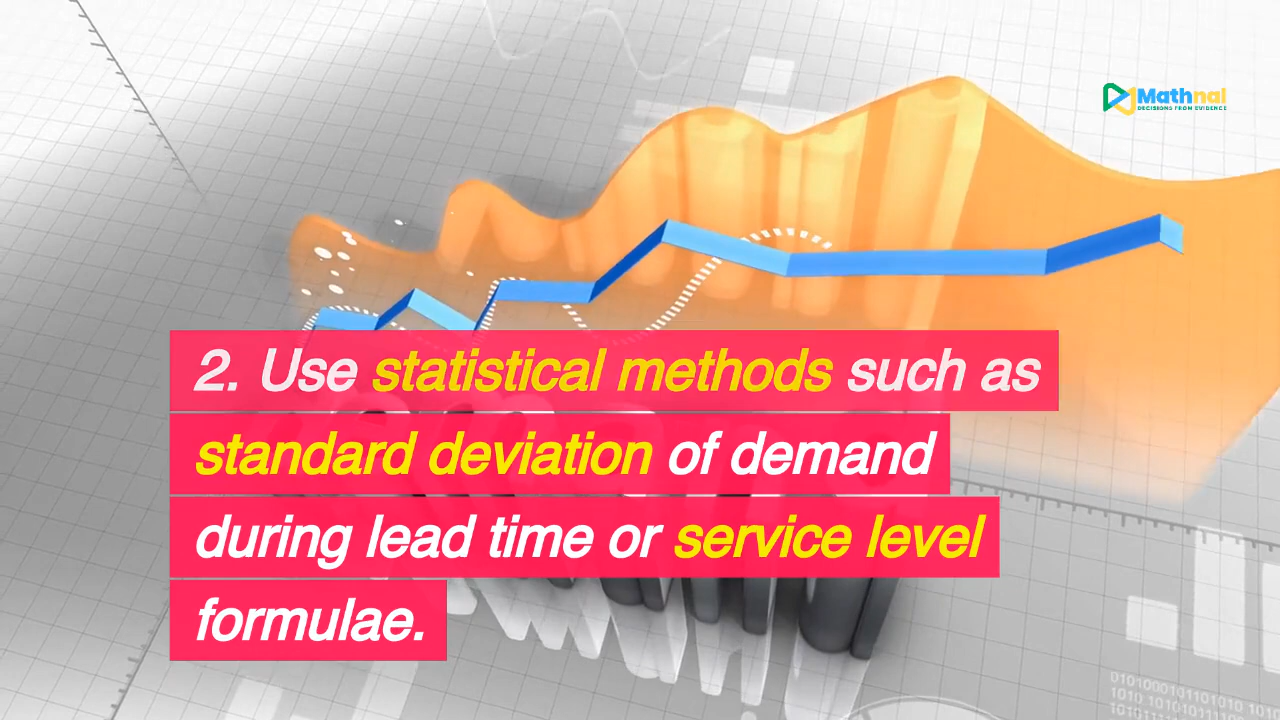 Mathnal
DECISIONS FROM EVIDENCE
2. Use statistical methods such as
standard deviation of demand
during lead time or service level
formulae.